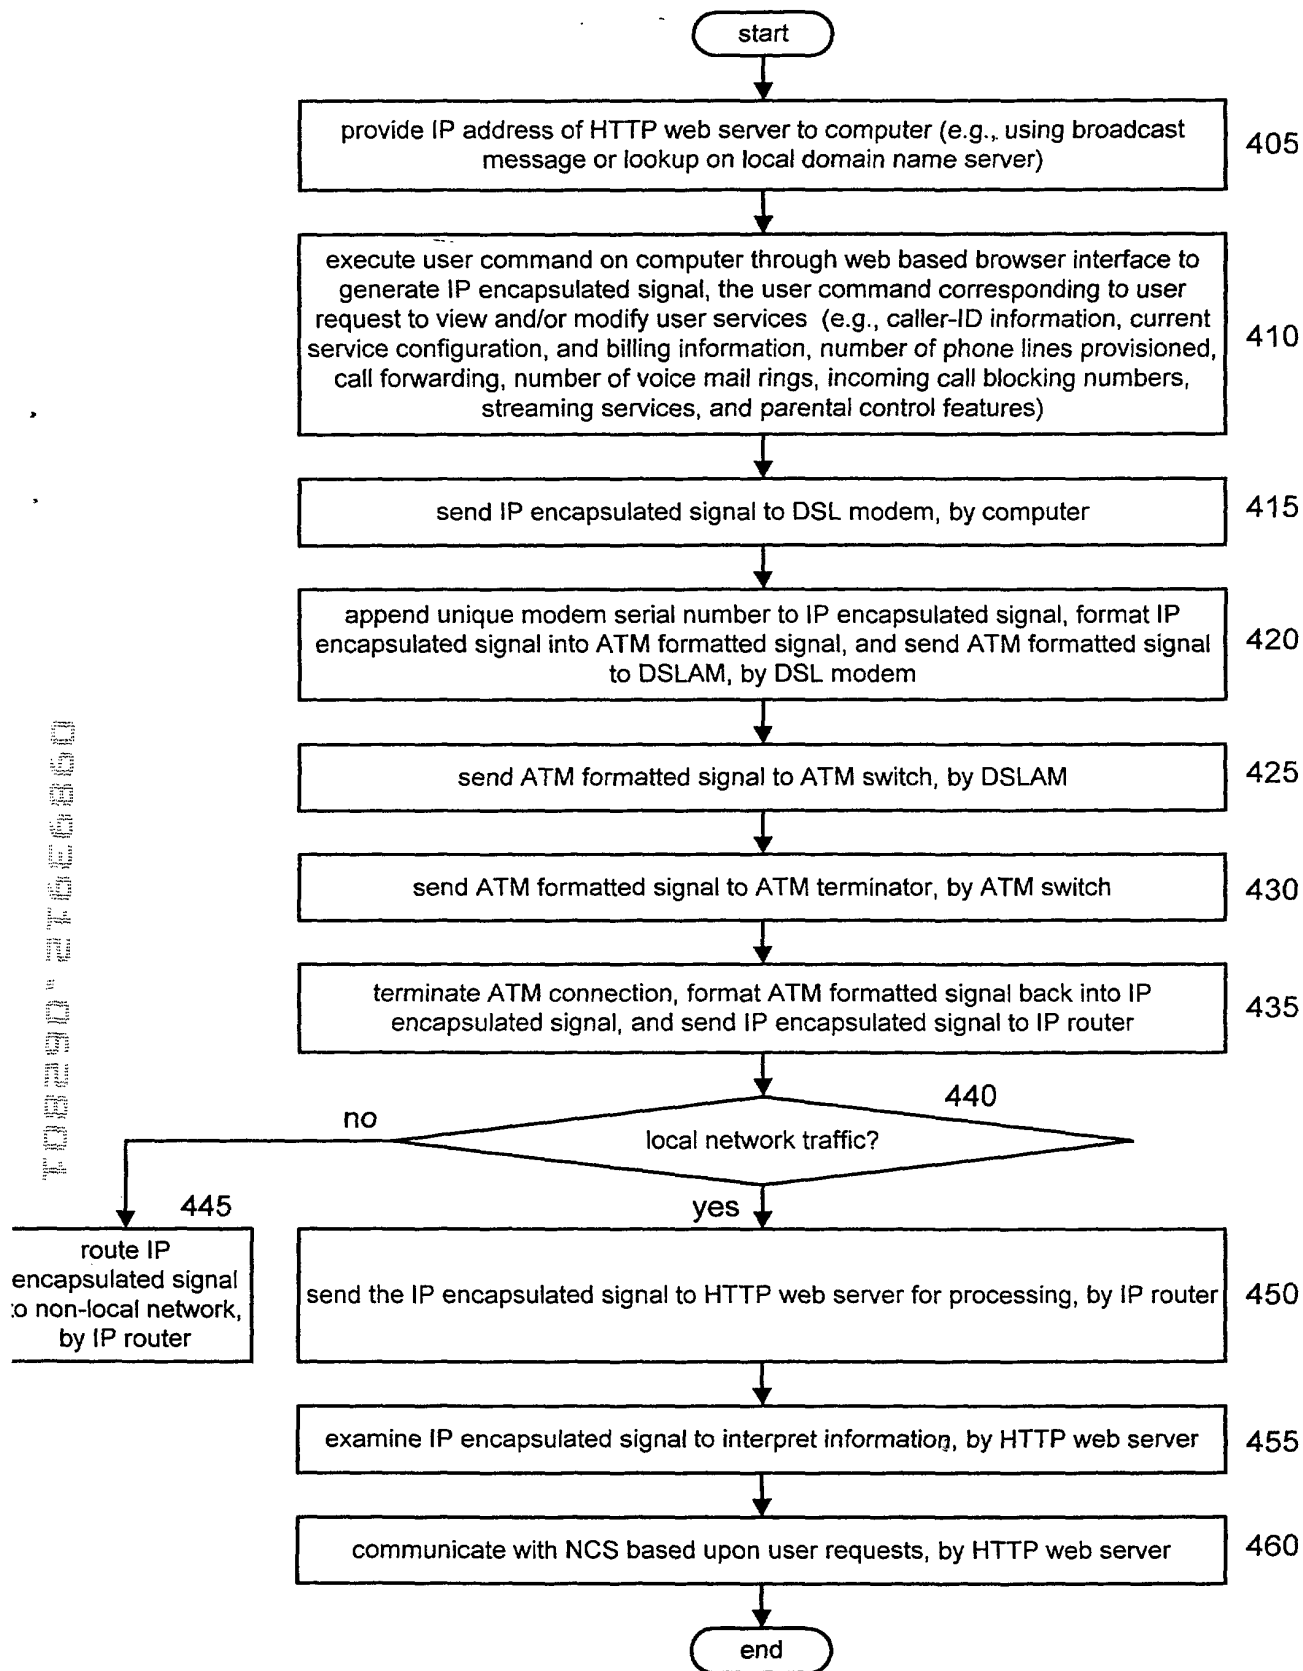 start
provide IP address of HTTP web server to computer (e.g., using broadcast
message or lookup on local domain name server)
405
execute user command on computer through web based browser interface to
generate IP encapsulated signal, the user command corresponding to user
request to view and/or modify user services (e.g., caller-ID information, current
service configuration, and billing information, number of phone lines provisioned,
call forwarding, number of voice mail rings, incoming call blocking numbers,
streaming services, and parental control features)
410
send IP encapsulated signal to DSL modem, by computer
415
append unique modem serial number to IP encapsulated signal, format IP
encapsulated signal into ATM formatted signal, and send ATM formatted signal
to DSLAM, by DSL modem
420
send ATM formatted signal to ATM switch, by DSLAM
425
send ATM formatted signal to ATM terminator, by ATM switch
430
terminate ATM connection, format ATM formatted signal back into IP
encapsulated signal, and send IP encapsulated signal to IP router
435
440
no
local network traffic?
445
yes
route IP
encapsulated signal
to non-local network,
by IP router
send the IP encapsulated signal to HTTP web server for processing, by IP router
450
examine IP encapsulated signal to interpret information, by HTTP web server
455
communicate with NCS based upon user requests, by HTTP web server
460
end
09893912.062801